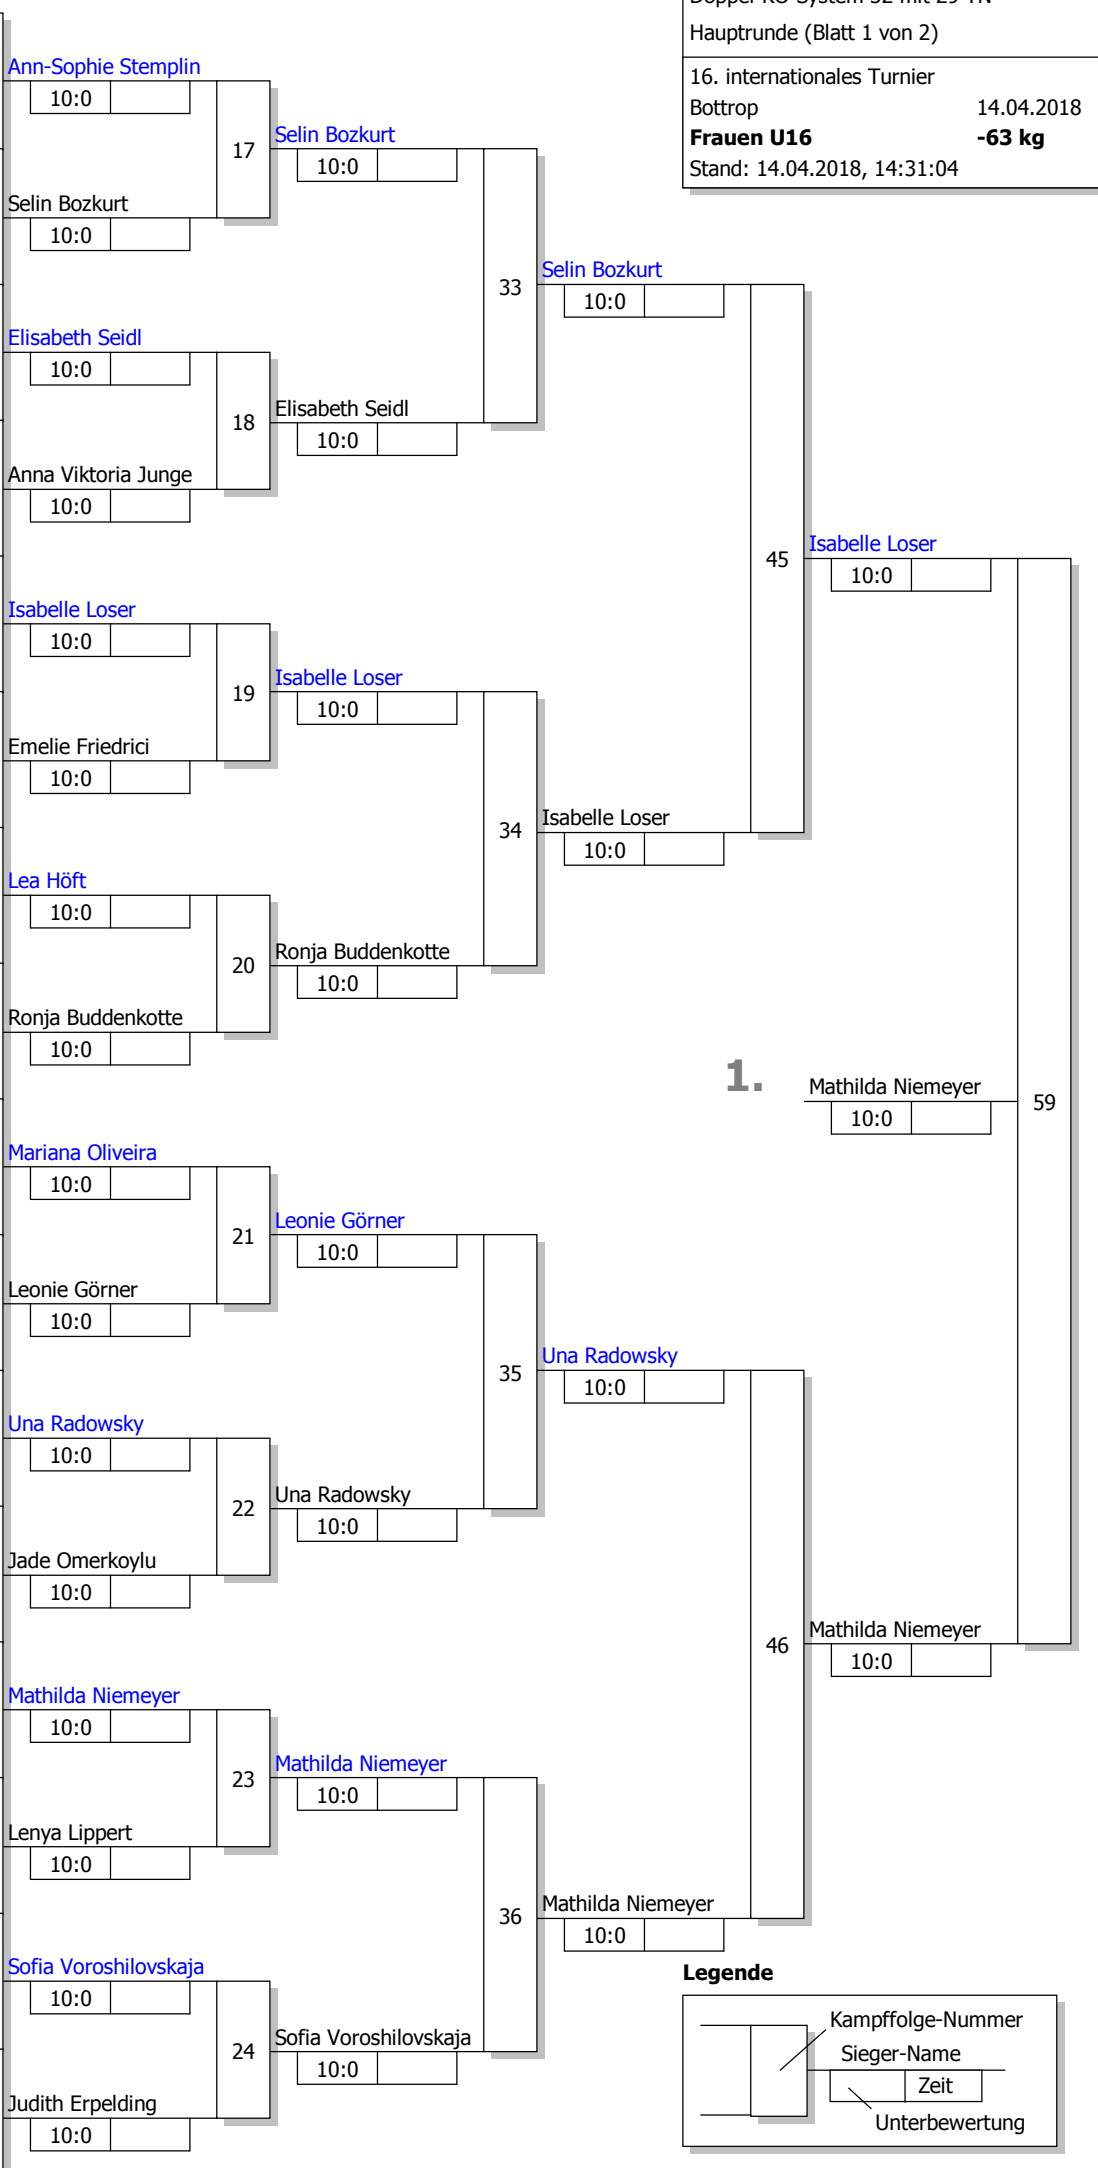 Doppel-KO-System 32 mit 29 TN
Hauptrunde (Blatt 1 von 2)
16. internationales Turnier
Bottrop 14.04.2018
Frauen U16 -63 kg
Stand: 14.04.2018, 14:31:04
Ann-Sophie Stemplin
10:0
17
Selin Bozkurt
10:0
Selin Bozkurt
10:0
33
Selin Bozkurt
10:0
Elisabeth Seidl
10:0
18
Elisabeth Seidl
10:0
Anna Viktoria Junge
10:0
45
Isabelle Loser
10:0
Isabelle Loser
10:0
19
Isabelle Loser
10:0
Emelie Friedrici
10:0
34
Isabelle Loser
10:0
Lea Höft
10:0
20
Ronja Buddenkotte
10:0
Ronja Buddenkotte
10:0
1.
Mathilda Niemeyer
10:0
59
Mariana Oliveira
10:0
21
Leonie Görner
10:0
Leonie Görner
10:0
35
Una Radowsky
10:0
Una Radowsky
10:0
22
Una Radowsky
10:0
Jade Omerkoylu
10:0
46
Mathilda Niemeyer
10:0
Mathilda Niemeyer
10:0
23
Mathilda Niemeyer
10:0
Lenya Lippert
10:0
36
Mathilda Niemeyer
10:0
Sofia Voroshilovskaja
10:0
24
Sofia Voroshilovskaja
10:0
Judith Erpelding
10:0
Legende
Kampffolge-Nummer
Sieger-Name
Zeit
Unterbewertung